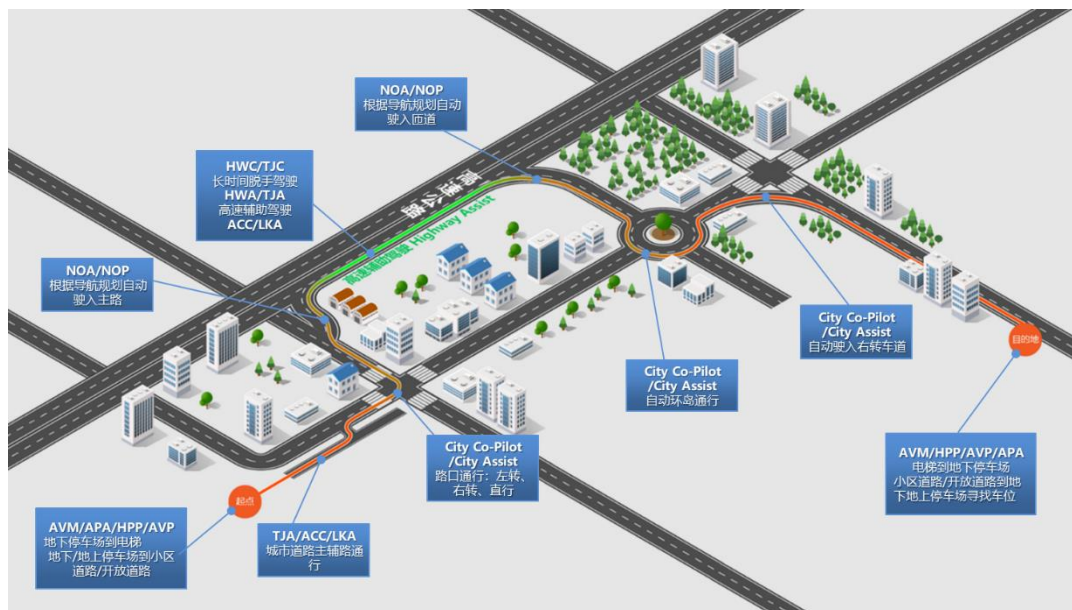 NOA/NOP
根据导航规划自动
驶入匝道
HWC/TJC
长时间脱手驾驶
HWA/TJA
高速辅助驾驶
ACC/LKA
高速公路
高速辅助驾驶 Highway Assist
NOA/NOP
根据导航规划自动
驶入主路
City Co-Pilot
/City Assist
自动驶入右转车道
目的地
City Co-Pilot
/City Assist
自动环岛通行
City Co-Pilot
/City Assist
路口通行：左转、
右转、直行
AVM/HPP/AVP/APA
电梯到地下停车场
小区道路/开放道路到地
下地上停车场寻找车位
起点
AVM/APA/HPP/AVP
地下停车场到电梯
地下/地上停车场到小区
道路/开放道路
TJA/ACC/LKA
城市道路主辅路通
行